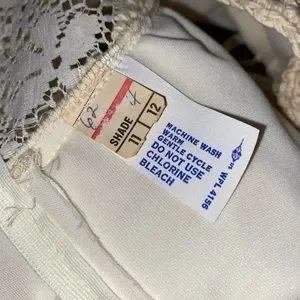 62 4
SHADE
11 12
MACHINE WASH
WARM
GENTLE CYCLE
DO NOT USE
CHLORINE
BLEACH
WPL 4156